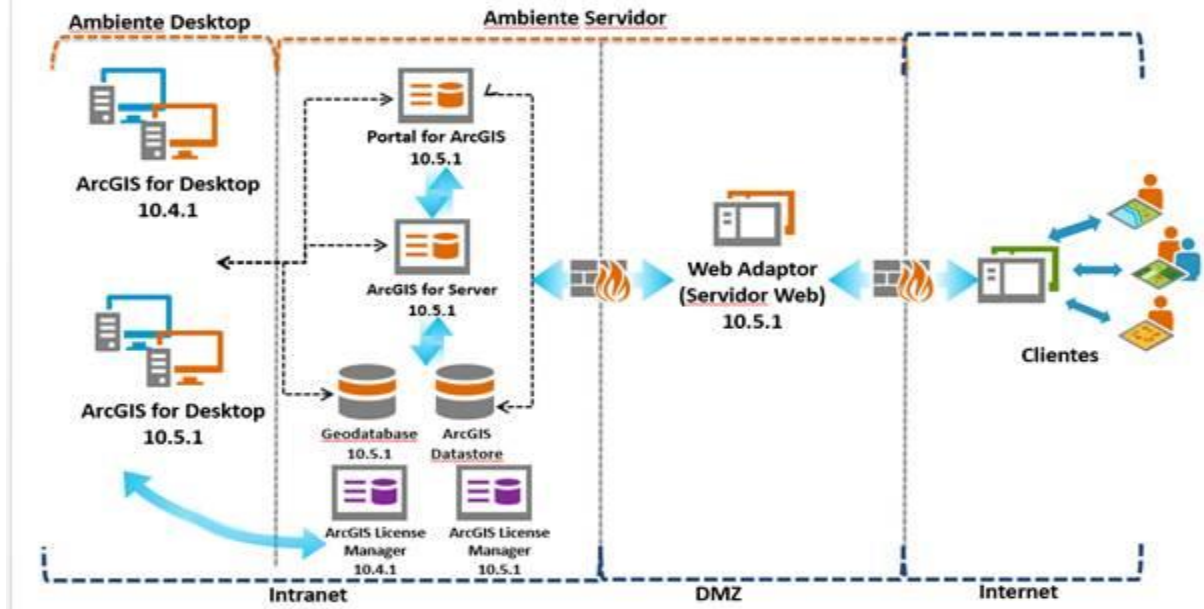 Ambiente Desktop
Ambiente Servidor
ArcGIS for Desktop
10.4.1
ArcGIS for Desktop
10.5.1
Portal for ArcGIS
10.5.1
ArcGIS for Server
10.5.1
Geodatabase
10.5.1
ArcGIS
Datastore
ArcGIS License
Manager
10.4.1
ArcGIS License
Manager
10.5.1
Web Adaptor
(Servidor Web)
10.5.1
Clientes
Intranet
DMZ
Internet